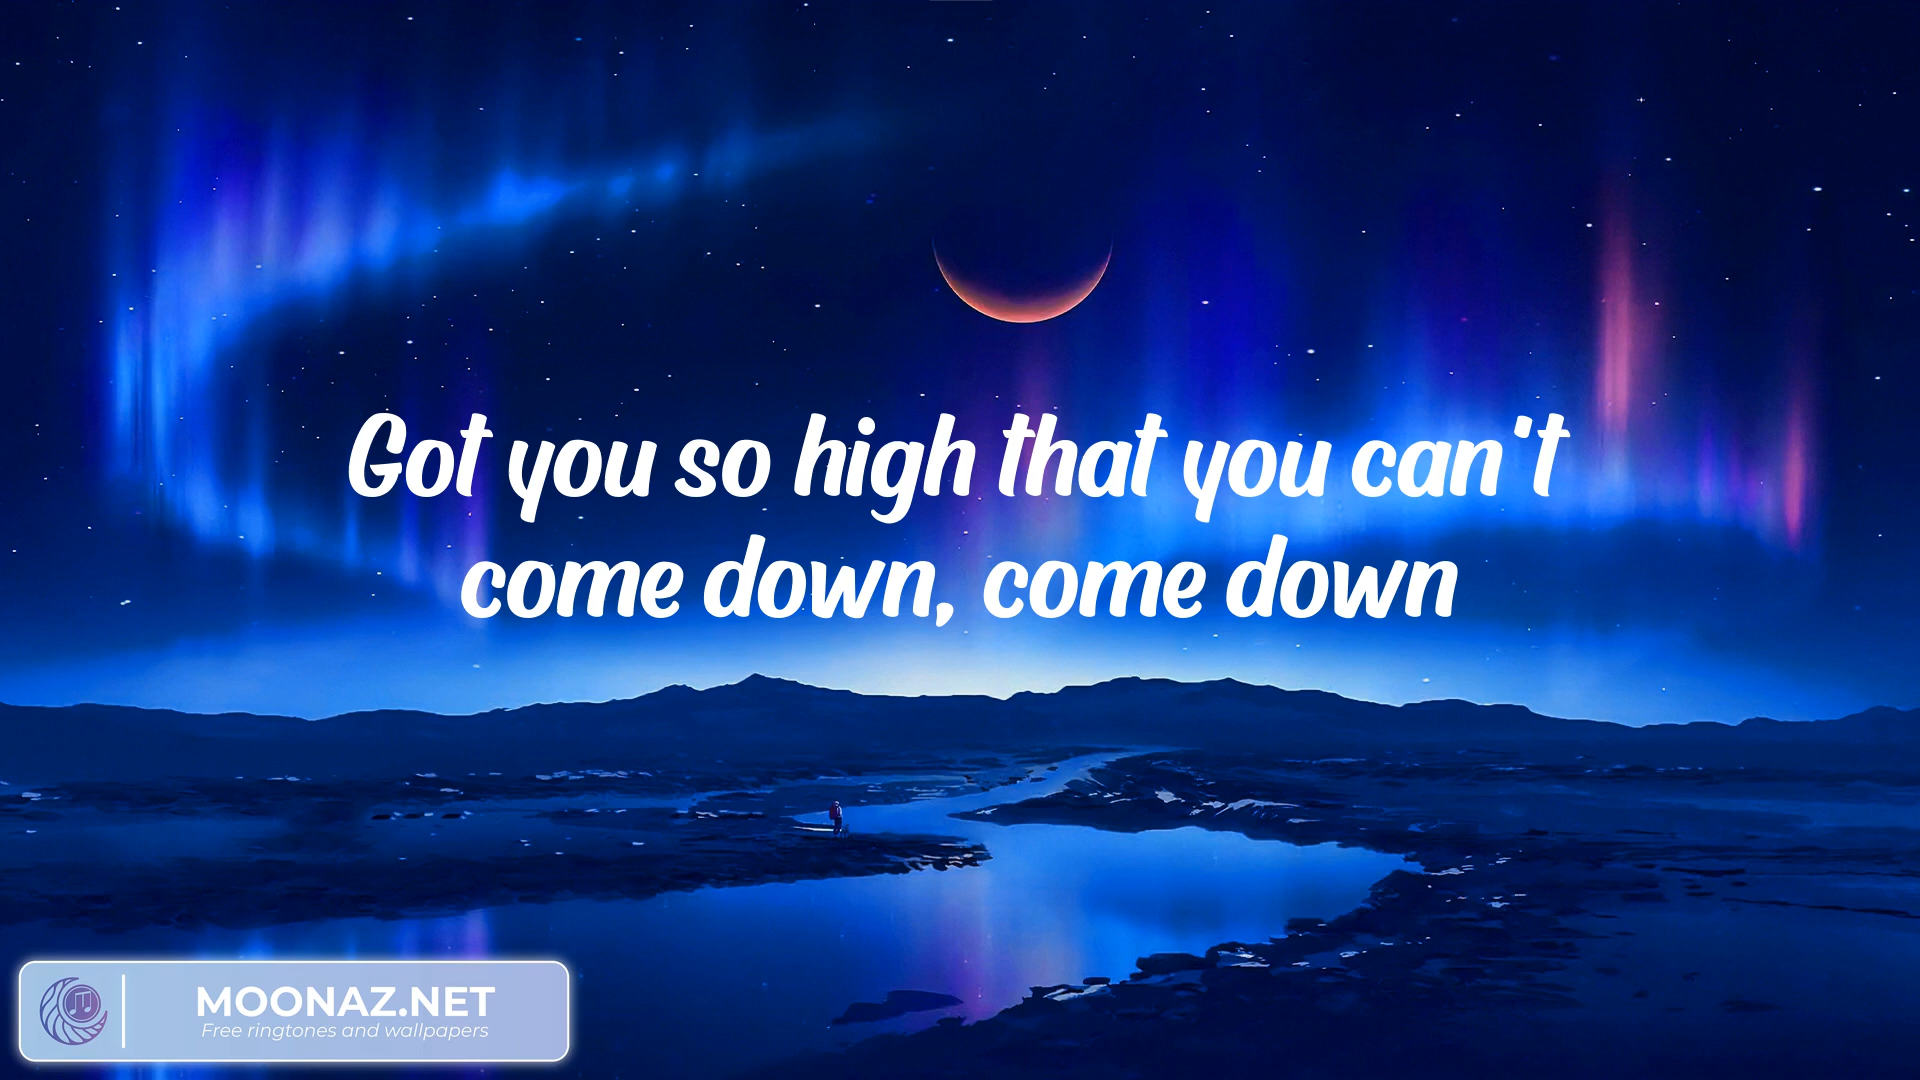 Got you so high that you can't
come down, come down
MOONAZ.NET
Free ringtones and wallpapers